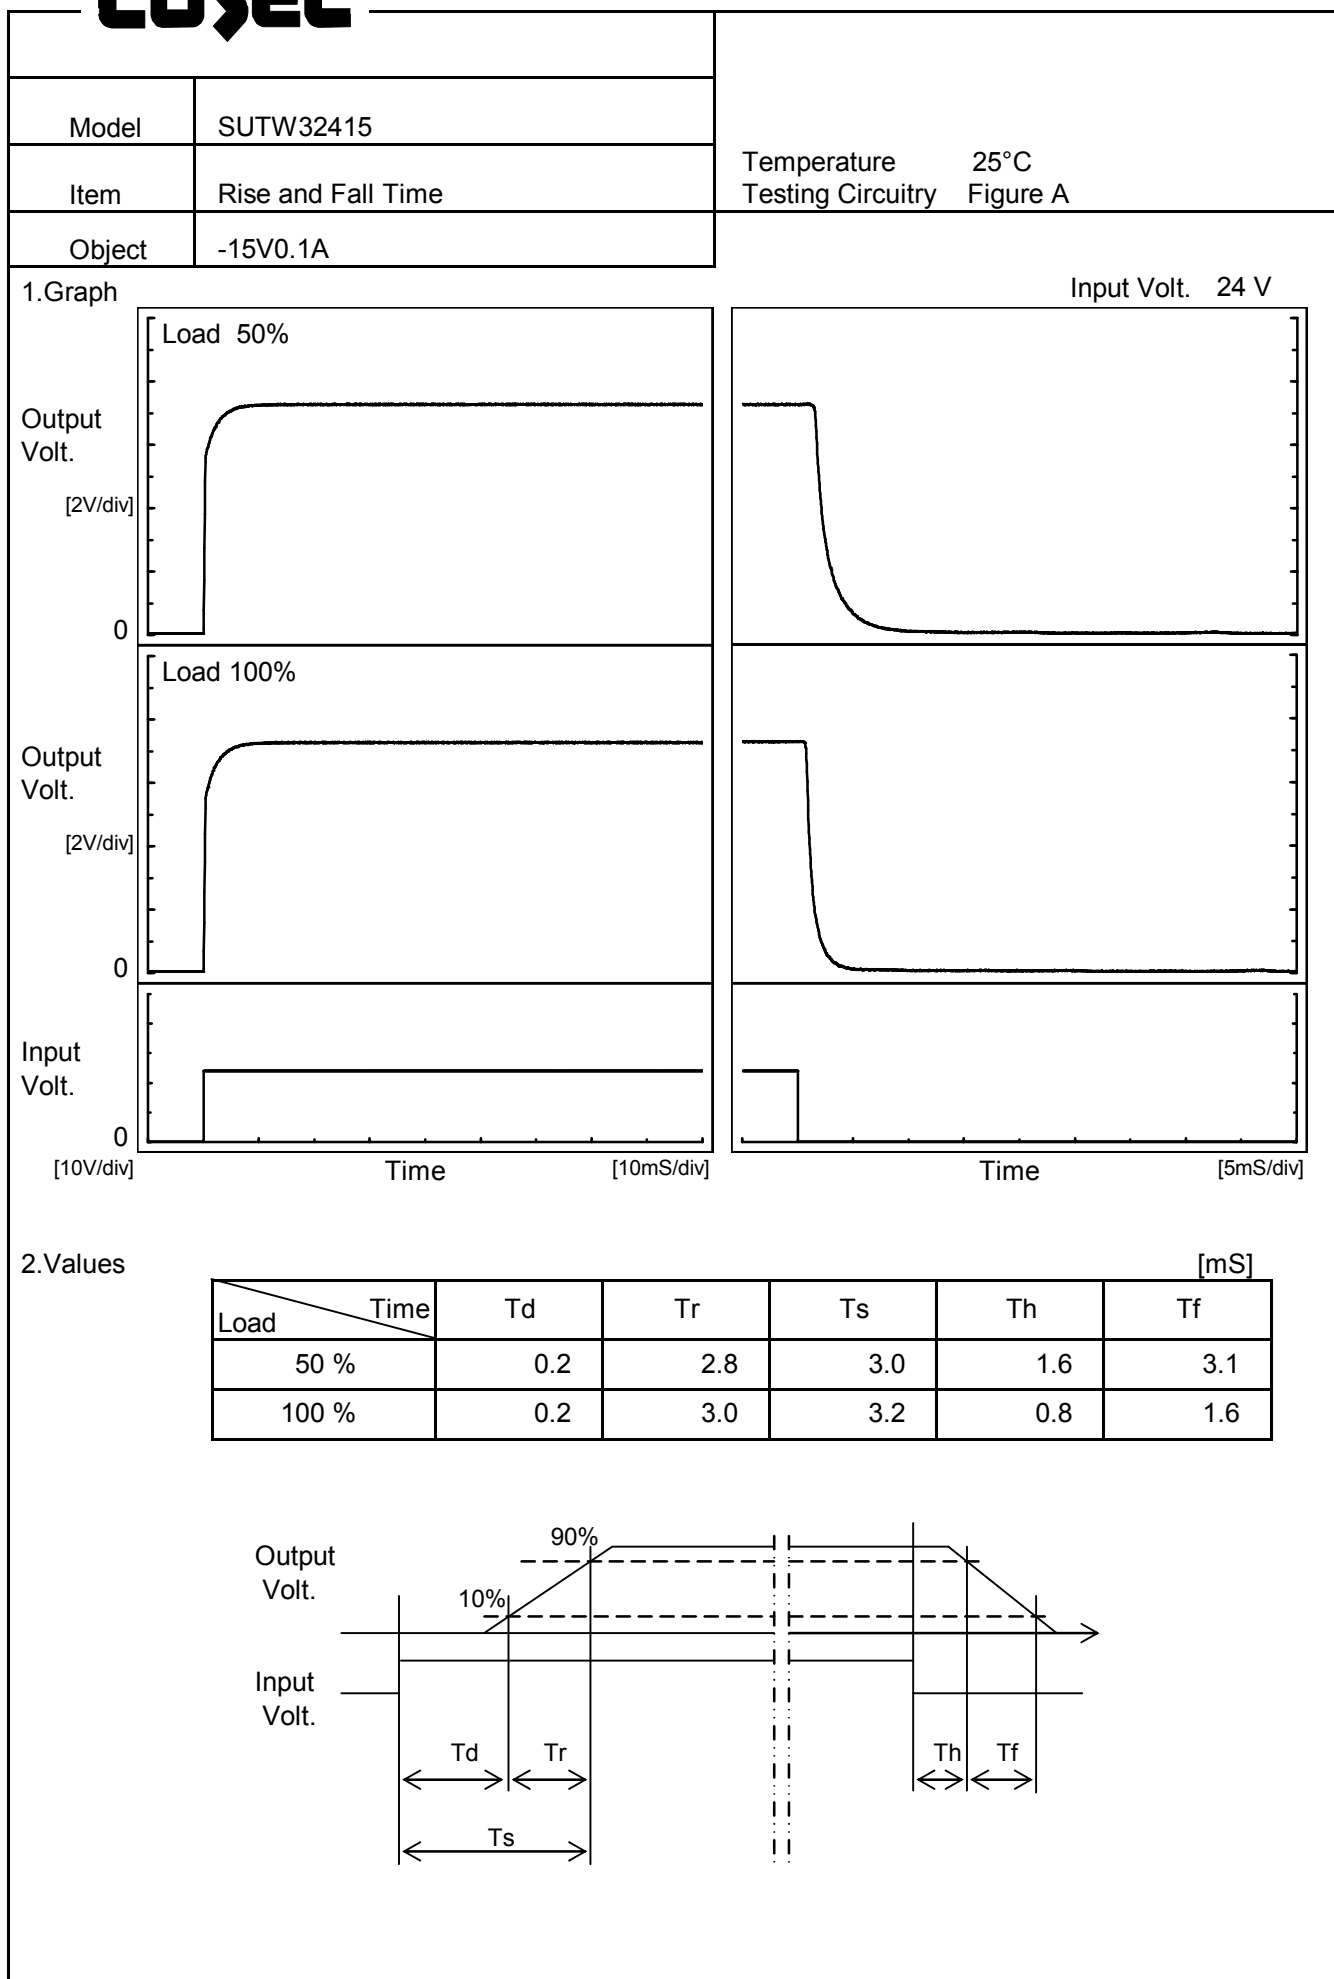 Model SUTW32415
Temperature 25°C
Item Rise and Fall Time Testing Circuitry Figure A
Object -15V0.1A
1.Graph Input Volt. 24 V
Load 50%
Output
Volt.
[2V/div]
0
Load 100%
Output
Volt.
[2V/div]
0
Input
Volt.
0
[10V/div] Time [10mS/div] Time [5mS/div]
2.Values [mS]
Time Td Tr Ts Th Tf
Load
50 % 0.2 2.8 3.0 1.6 3.1
100 % 0.2 3.0 3.2 0.8 1.6
90%
Output
Volt.
10%
Input
Volt.
Td Tr Th Tf
Ts